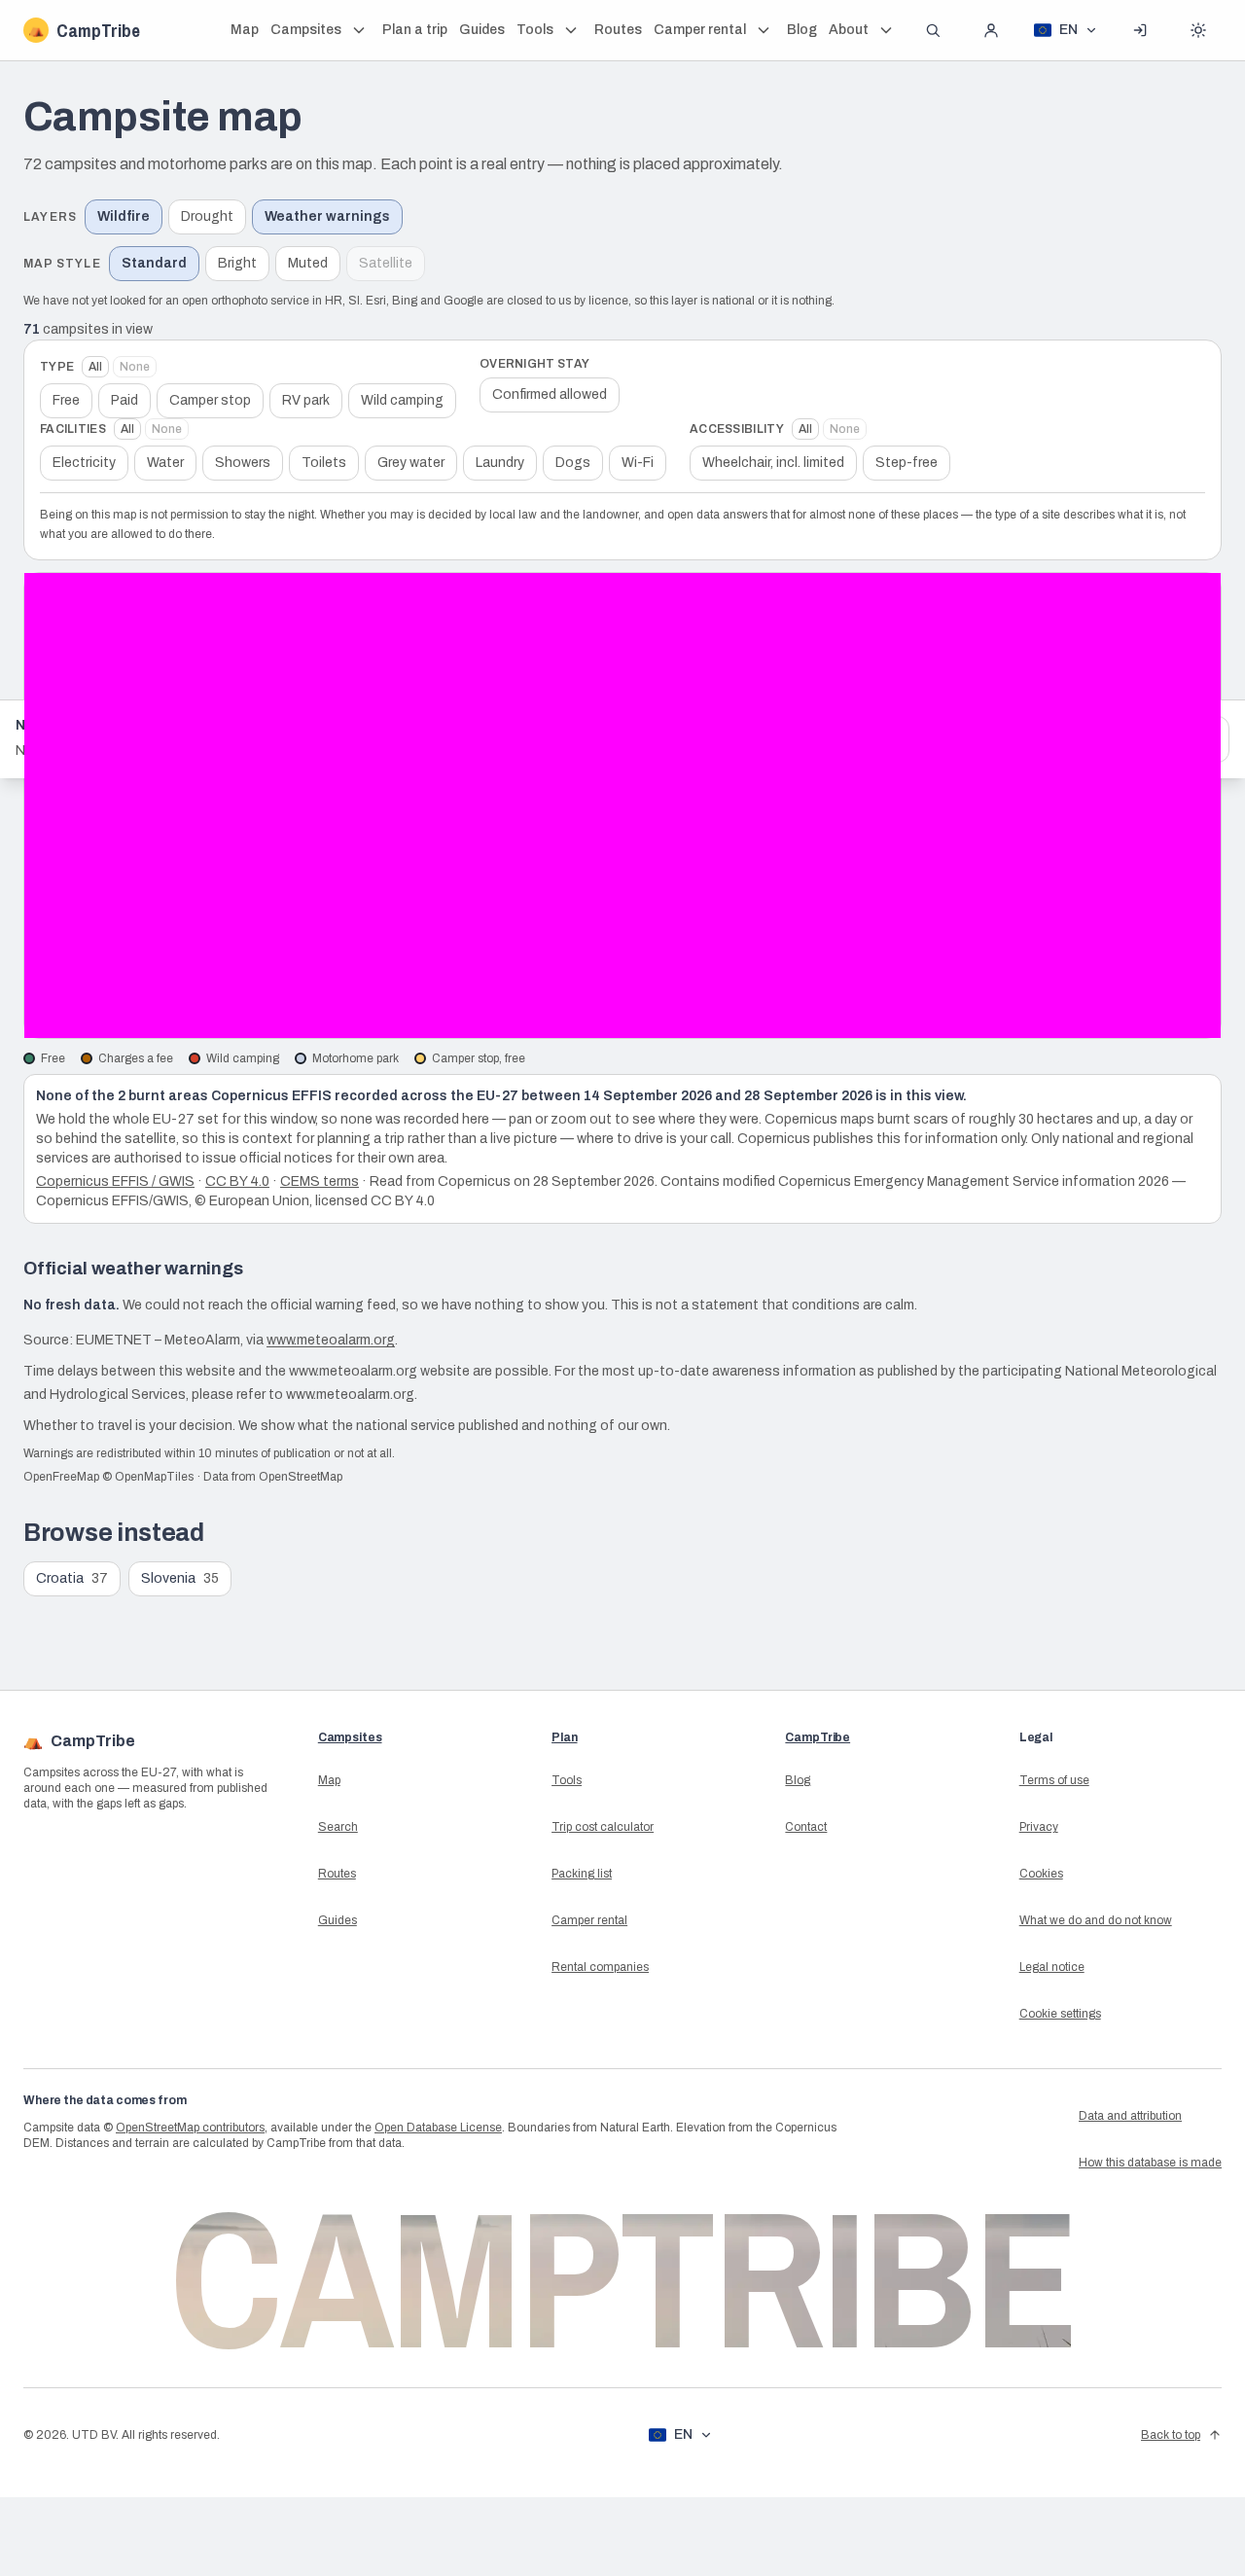 CampTribe
Map Campsites Plan a trip Guides Tools Routes Camper rental Blog About EN
Campsite map
72 campsites and motorhome parks are on this map. Each point is a real entry — nothing is placed approximately.
LAYERS Wildfire Drought Weather warnings
MAP STYLE Standard Bright Muted Satellite
We have not yet looked for an open orthophoto service in HR, SI. Esri, Bing and Google are closed to us by licence, so this layer is national or it is nothing.
71 campsites in view
TYPE All None
Free Paid Camper stop RV park Wild camping
OVERNIGHT STAY
Confirmed allowed
FACILITIES All None
Electricity Water Showers Toilets Grey water Laundry Dogs Wi-Fi
ACCESSIBILITY All None
Wheelchair, incl. limited Step-free
Being on this map is not permission to stay the night. Whether you may is decided by local law and the landowner, and open data answers that for almost none of these places — the type of a site describes what it is, not
what you are allowed to do there.
N
N
Free Charges a fee Wild camping Motorhome park Camper stop, free
None of the 2 burnt areas Copernicus EFFIS recorded across the EU-27 between 14 September 2026 and 28 September 2026 is in this view.
We hold the whole EU-27 set for this window, so none was recorded here — pan or zoom out to see where they were. Copernicus maps burnt scars of roughly 30 hectares and up, a day or
so behind the satellite, so this is context for planning a trip rather than a live picture — where to drive is your call. Copernicus publishes this for information only. Only national and regional
services are authorised to issue official notices for their own area.
Copernicus EFFIS / GWIS · CC BY 4.0 · CEMS terms · Read from Copernicus on 28 September 2026. Contains modified Copernicus Emergency Management Service information 2026 —
Copernicus EFFIS/GWIS, © European Union, licensed CC BY 4.0
Official weather warnings
No fresh data. We could not reach the official warning feed, so we have nothing to show you. This is not a statement that conditions are calm.
Source: EUMETNET – MeteoAlarm, via www.meteoalarm.org.
Time delays between this website and the www.meteoalarm.org website are possible. For the most up-to-date awareness information as published by the participating National Meteorological
and Hydrological Services, please refer to www.meteoalarm.org.
Whether to travel is your decision. We show what the national service published and nothing of our own.
Warnings are redistributed within 10 minutes of publication or not at all.
OpenFreeMap © OpenMapTiles · Data from OpenStreetMap
Browse instead
Croatia 37 Slovenia 35
CampTribe
Campsites across the EU-27, with what is
around each one — measured from published
data, with the gaps left as gaps.
Campsites
Map
Search
Routes
Guides
Plan
Tools
Trip cost calculator
Packing list
Camper rental
Rental companies
CampTribe
Blog
Contact
Legal
Terms of use
Privacy
Cookies
What we do and do not know
Legal notice
Cookie settings
Where the data comes from
Campsite data © OpenStreetMap contributors, available under the Open Database License. Boundaries from Natural Earth. Elevation from the Copernicus
DEM. Distances and terrain are calculated by CampTribe from that data.
Data and attribution
How this database is made
CAMPTRIBE
© 2026. UTD BV. All rights reserved.
EN
Back to top